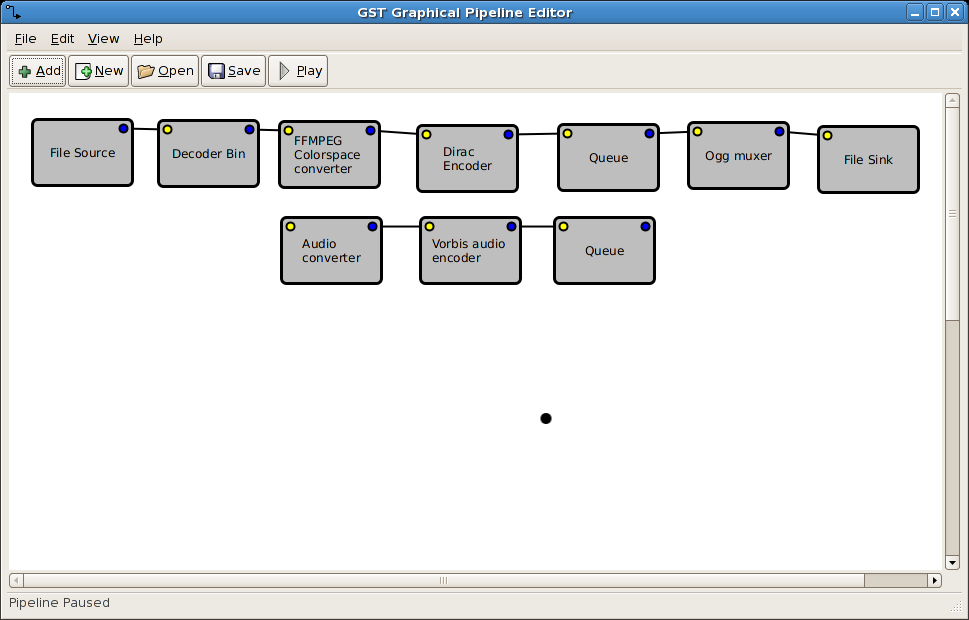 GST Graphical Pipeline Editor
File Edit View Help
Add New Open Save Play
File Source
Decoder Bin
FFMPEG
Colorspace
converter
Dirac
Encoder
Queue
Ogg muxer
File Sink
Audio
converter
Vorbis audio
encoder
Queue
Pipeline Paused